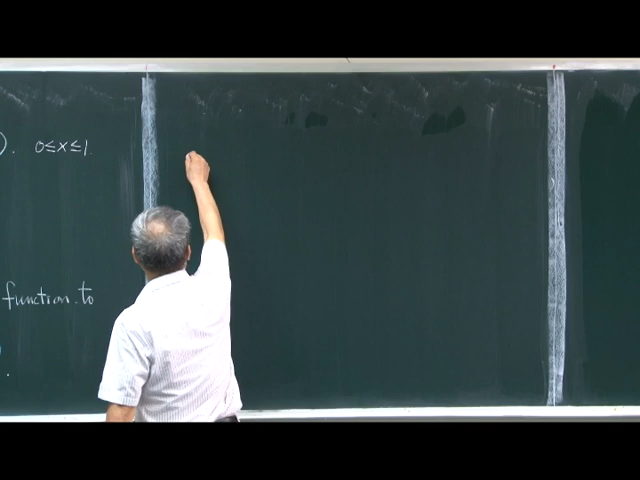 ). 0≤x≤1.
function to
.